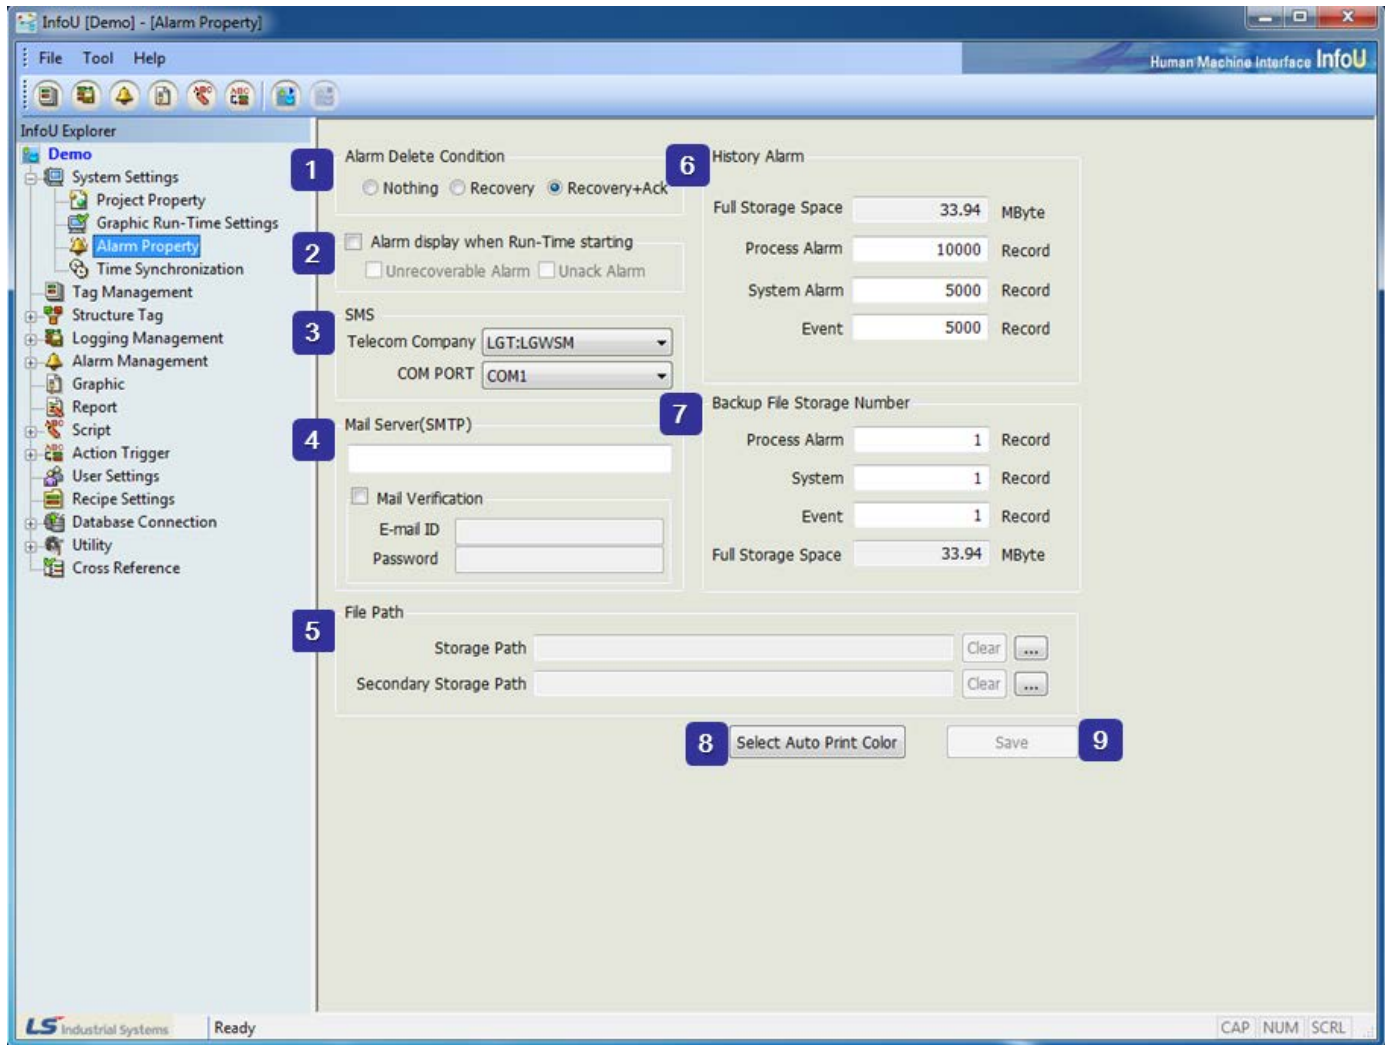 InfoU [Demo] - [Alarm Property]
File Tool Help
Human Machine Interface InfoU
InfoU Explorer
Demo
System Settings
Project Property
Graphic Run-Time Settings
Alarm Property
Time Synchronization
Tag Management
Structure Tag
Logging Management
Alarm Management
Graphic
Report
Script
Action Trigger
User Settings
Recipe Settings
Database Connection
Utility
Cross Reference
1
Alarm Delete Condition
Nothing Recovery Recovery+Ack
2
Alarm display when Run-Time starting
Unrecoverable Alarm Unack Alarm
3
SMS
Telecom Company LGT:LGWSM
COM PORT COM1
4
Mail Server(SMTP)
Mail Verification
E-mail ID
Password
5
File Path
Storage Path Clear ...
Secondary Storage Path Clear ...
6
History Alarm
Full Storage Space 33.94 MByte
Process Alarm 10000 Record
System Alarm 5000 Record
Event 5000 Record
7
Backup File Storage Number
Process Alarm 1 Record
System 1 Record
Event 1 Record
Full Storage Space 33.94 MByte
8
Select Auto Print Color
Save
9
LS Industrial Systems
Ready
CAP NUM SCRL